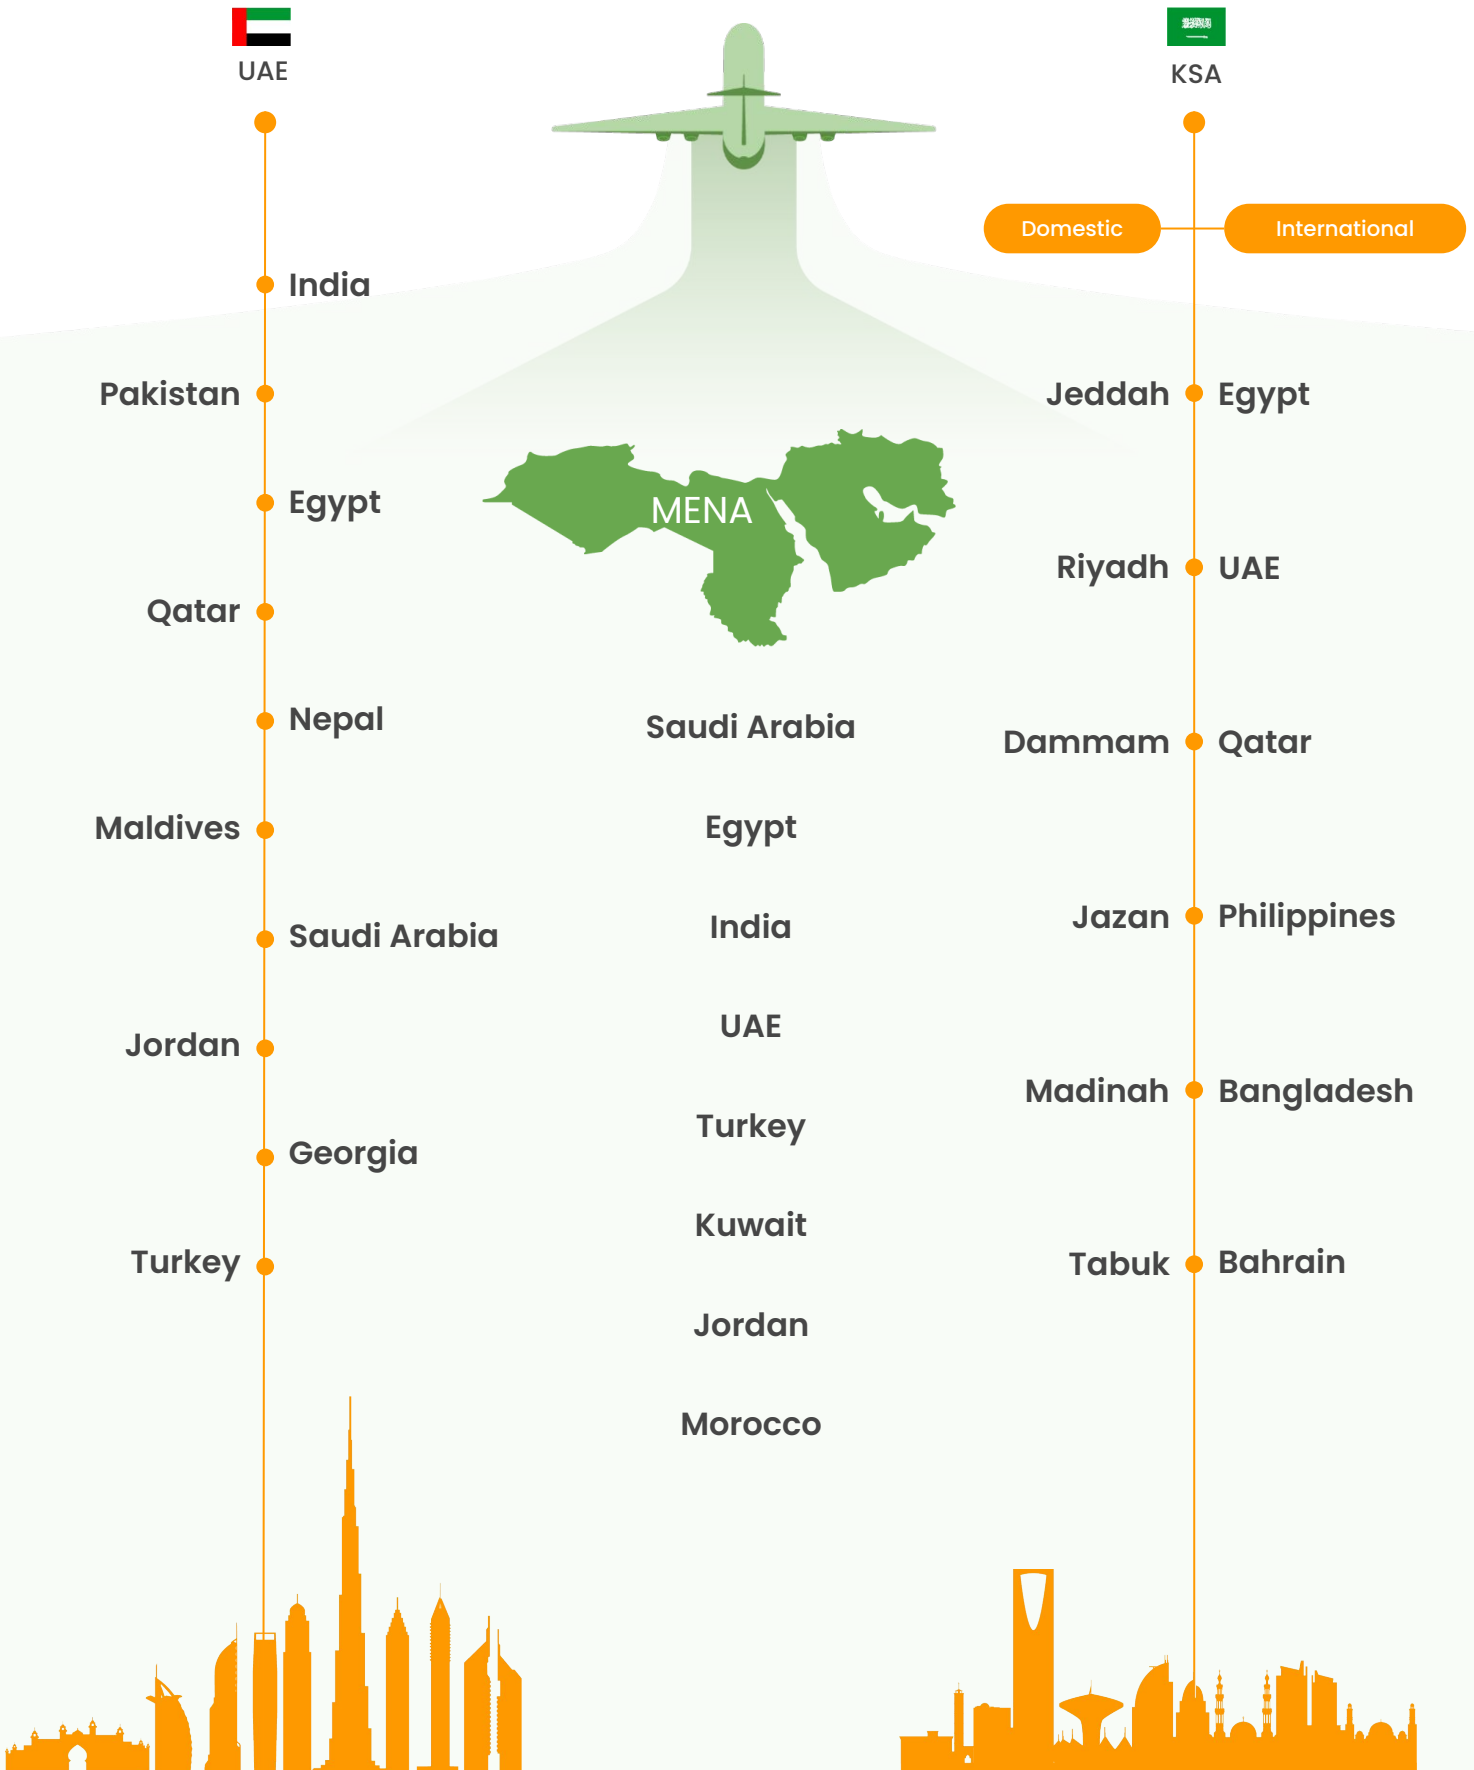 UAE
India
Pakistan
Egypt
Qatar
Nepal
Maldives
Saudi Arabia
Jordan
Georgia
Turkey
MENA
Saudi Arabia
Egypt
India
UAE
Turkey
Kuwait
Jordan
Morocco
KSA
Domestic
International
Jeddah
Egypt
Riyadh
UAE
Dammam
Qatar
Jazan
Philippines
Madinah
Bangladesh
Tabuk
Bahrain